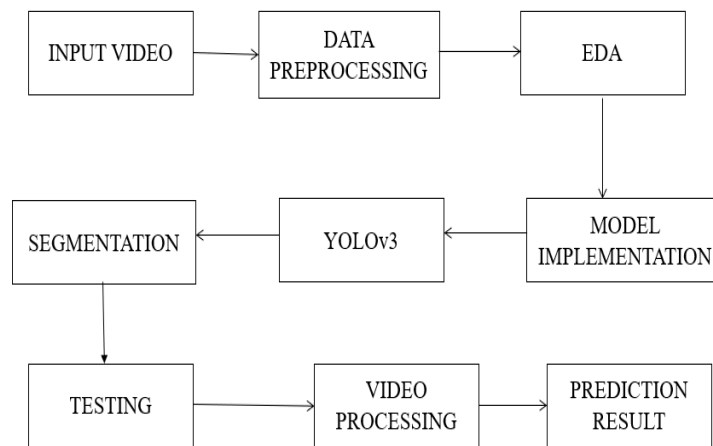 INPUT VIDEO
DATA
PREPROCESSING
EDA
MODEL
IMPLEMENTATION
YOLOv3
SEGMENTATION
TESTING
VIDEO
PROCESSING
PREDICTION
RESULT